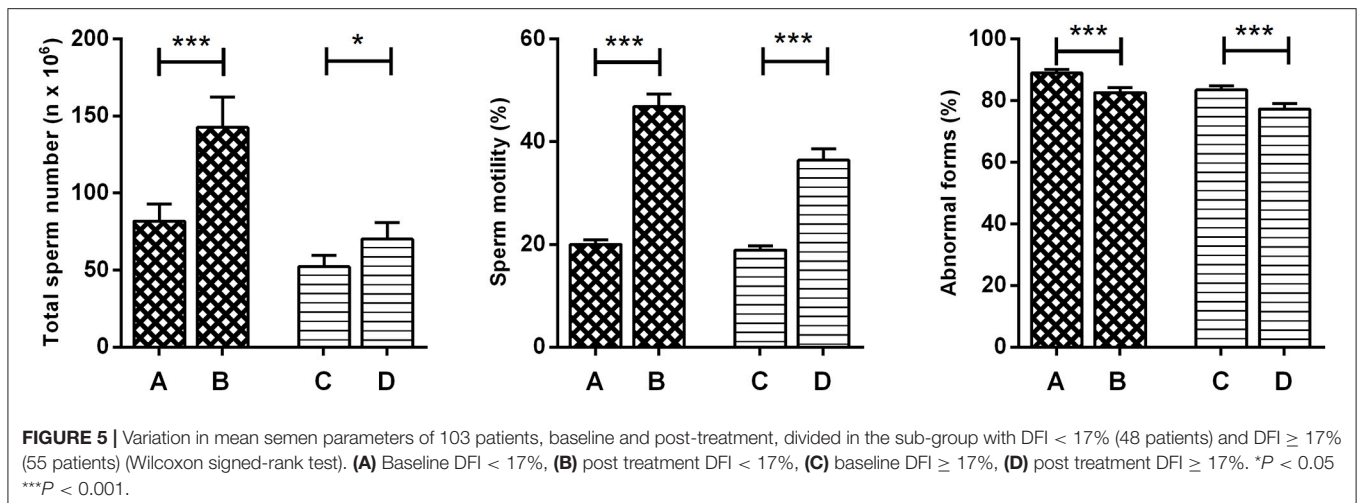 Total sperm number (n x 10⁶)
200
150
100
50
0
***
*
A B C D
Sperm motility (%)
60
40
20
0
***
***
A B C D
Abnormal forms (%)
100
80
60
40
20
0
***
***
A B C D
FIGURE 5 | Variation in mean semen parameters of 103 patients, baseline and post-treatment, divided in the sub-group with DFI < 17% (48 patients) and DFI ≥ 17%
(55 patients) (Wilcoxon signed-rank test). (A) Baseline DFI < 17%, (B) post treatment DFI < 17%, (C) baseline DFI ≥ 17%, (D) post treatment DFI ≥ 17%. *P < 0.05
***P < 0.001.